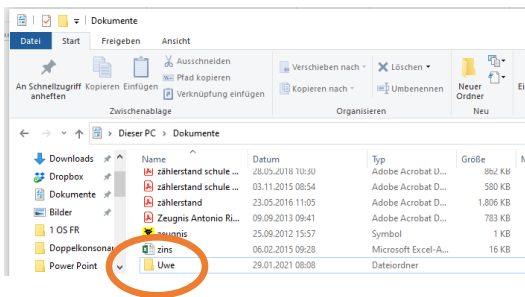 Dokumente
Datei Start Freigeben Ansicht
An Schnellzugriff anheften
Kopieren
Einfügen
Ausschneiden
Pfad kopieren
Verknüpfung einfügen
Zwischenablage
Verschieben nach
Kopieren nach
Löschen
Umbenennen
Organisieren
Neuer Ordner
Neu
Dieser PC > Dokumente
Downloads
Dropbox
Dokumente
Bilder
1 OS FR
Doppelkonsonan
Power Point
Name Datum Typ Größe
zählerstand schule ... 28.05.2018 10:30 Adobe Acrobat D... 862 KB
zählerstand schule ... 03.11.2015 08:54 Adobe Acrobat D... 580 KB
zählerstand 23.05.2016 11:05 Adobe Acrobat D... 1.806 KB
Zeugnis Antonio Ri... 09.09.2013 09:41 Adobe Acrobat D... 783 KB
zeugnis 25.09.2012 15:57 Symbol 1 KB
zins 06.02.2015 09:28 Microsoft Excel-A... 16 KB
Uwe 29.01.2021 08:08 Dateiordner